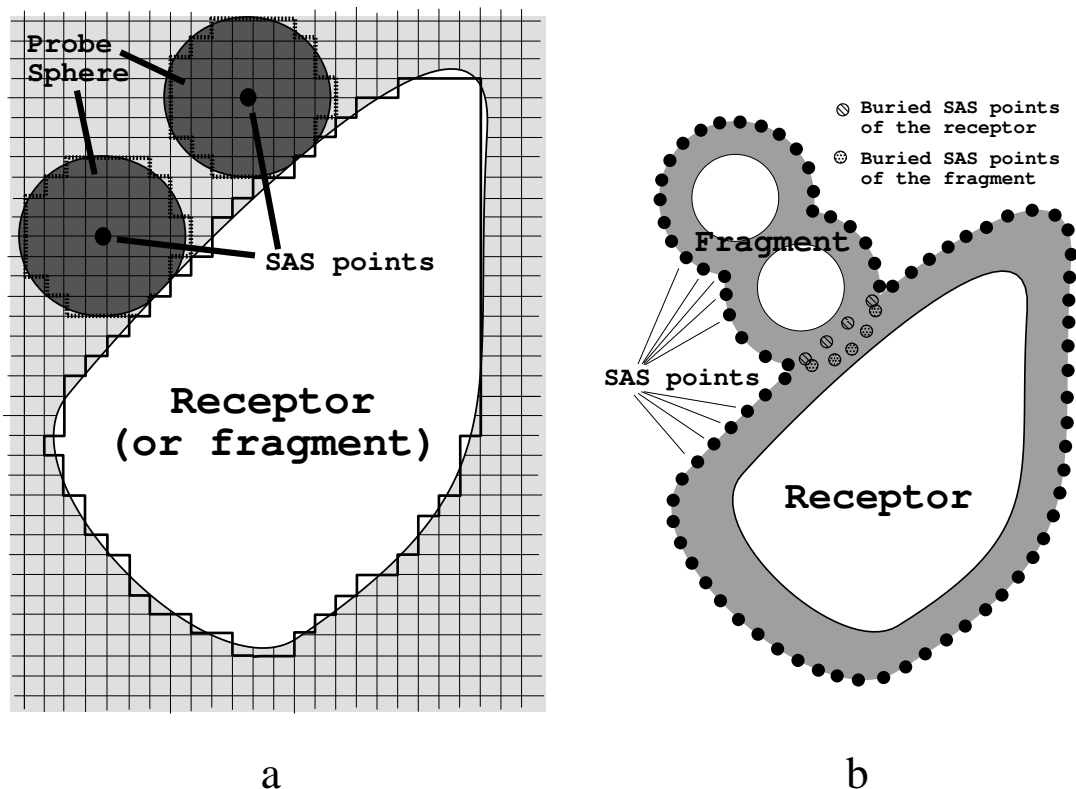 Probe
Sphere
SAS points
Receptor
(or fragment)
a
Buried SAS points
of the receptor
Buried SAS points
of the fragment
Fragment
SAS points
Receptor
b